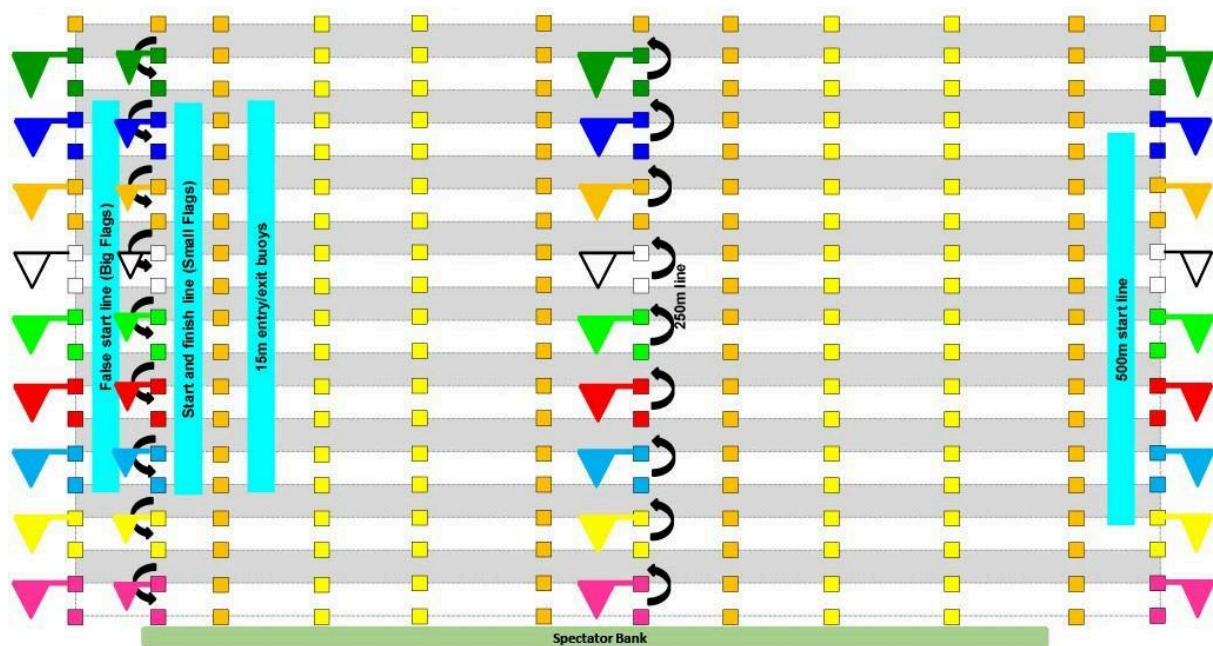 False start line (Big Flags)
Start and finish line (Small Flags)
15m entry/exit buoys
250m line
500m start line
Spectator Bank